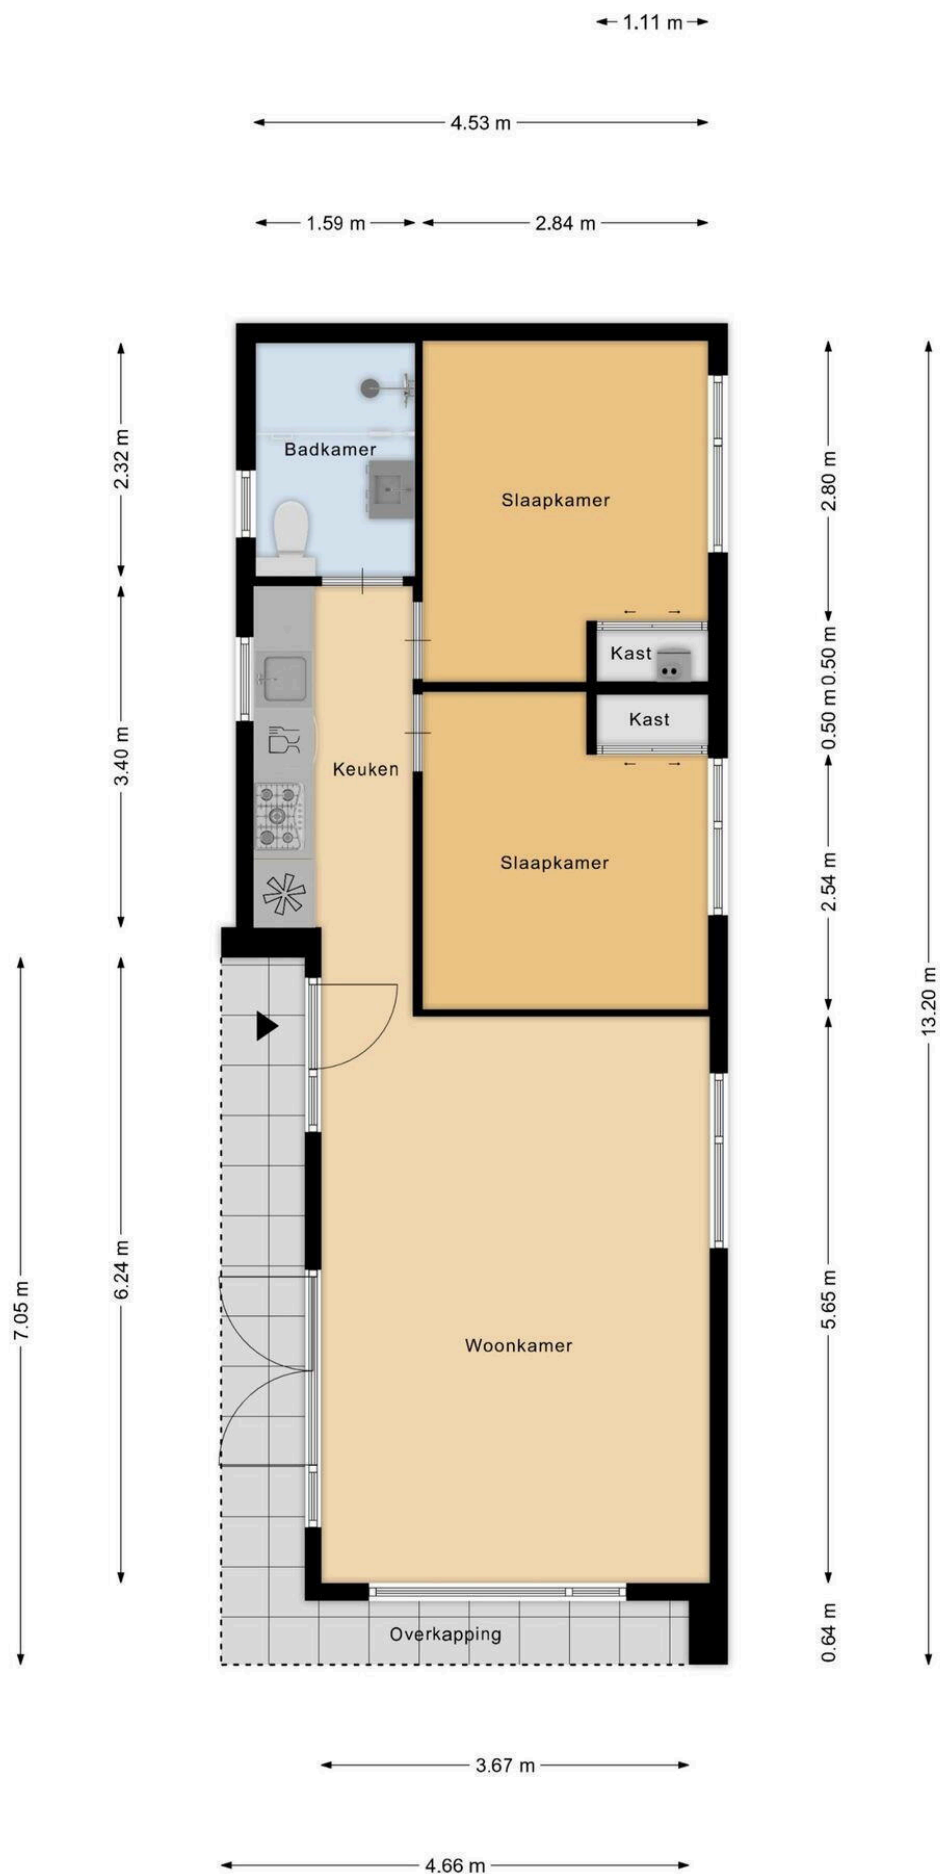 1.11 m
4.53 m
1.59 m
2.84 m
2.32 m
Badkamer
Slaapkamer
2.80 m
13.20 m
Kast
0.50 m
Kast
0.50 m
3.40 m
Keuken
Slaapkamer
2.54 m
7.05 m
6.24 m
Woonkamer
5.65 m
Overkapping
0.64 m
3.67 m
4.66 m